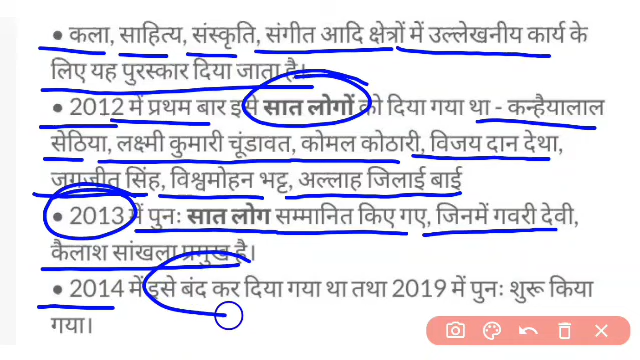 • कला, साहित्य, संस्कृति, संगीत आदि क्षेत्रों में उल्लेखनीय कार्य के
लिए यह पुरस्कार दिया जाता है।
• 2012 में प्रथम बार इसे सात लोगों को दिया गया था - कन्हैयालाल
सेठिया, लक्ष्मी कुमारी चूंडावत, कोमल कोठारी, विजय दान देथा,
जगजीत सिंह, विश्वमोहन भट्ट, अल्लाह जिलाई बाई
• 2013 में पुनः सात लोग सम्मानित किए गए, जिनमें गवरी देवी,
कैलाश सांखला प्रमुख है।
• 2014 में इसे बंद कर दिया गया था तथा 2019 में पुनः शुरू किया
गया।